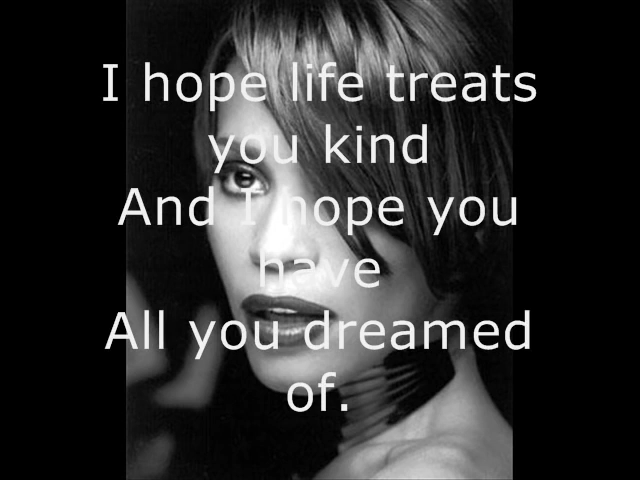 I hope life treats
you kind
And I hope you
have
All you dreamed
of.